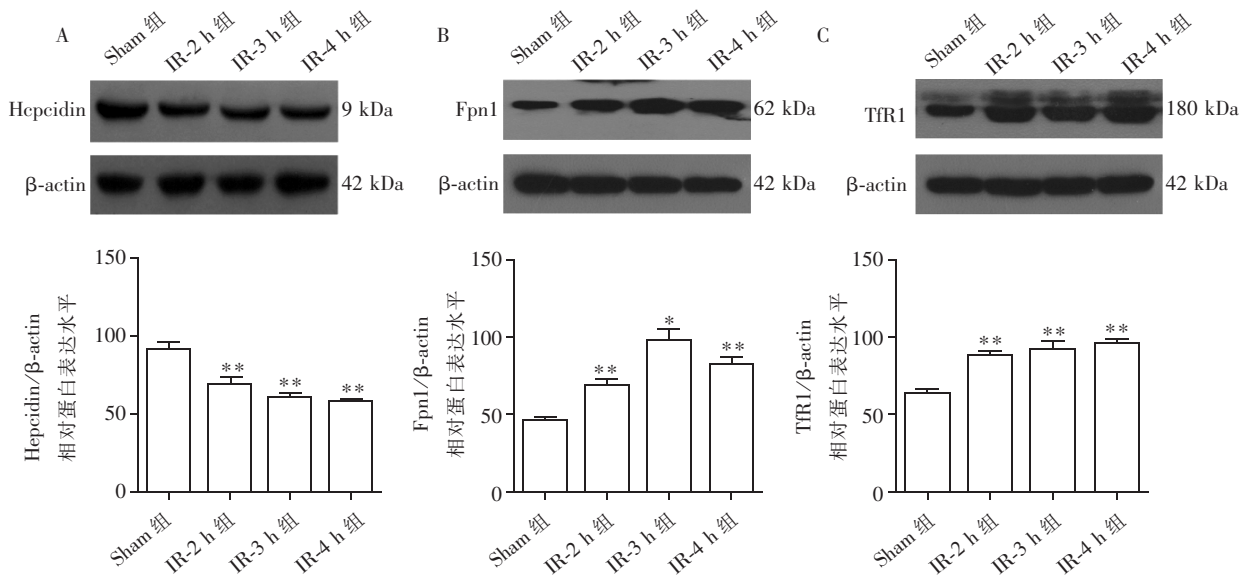 A
Sham 组
IR-2 h 组
IR-3 h 组
IR-4 h 组
Hepcidin
9 kDa
β-actin
42 kDa
Hepcidin/β-actin
相对蛋白表达水平
150
100
50
0
**
**
**
Sham 组
IR-2 h 组
IR-3 h 组
IR-4 h 组
B
Sham 组
IR-2 h 组
IR-3 h 组
IR-4 h 组
Fpn1
62 kDa
β-actin
42 kDa
Fpn1/β-actin
相对蛋白表达水平
150
100
50
0
**
*
**
Sham 组
IR-2 h 组
IR-3 h 组
IR-4 h 组
C
Sham 组
IR-2 h 组
IR-3 h 组
IR-4 h 组
TfR1
180 kDa
β-actin
42 kDa
TfR1/β-actin
相对蛋白表达水平
150
100
50
0
**
**
**
Sham 组
IR-2 h 组
IR-3 h 组
IR-4 h 组